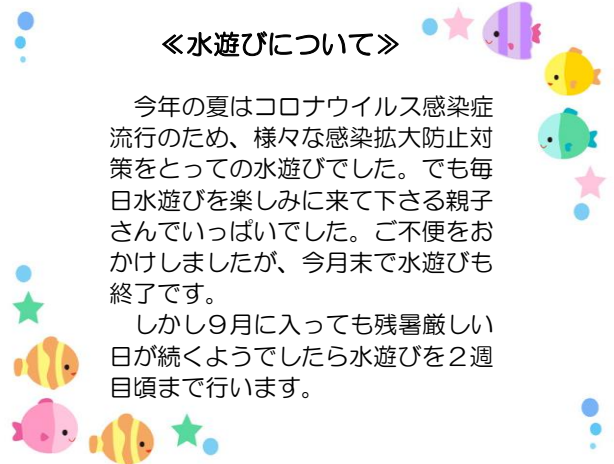 ≪水遊びについて≫
　今年の夏はコロナウイルス感染症
流行のため、様々な感染拡大防止対
策をとっての水遊びでした。でも毎
日水遊びを楽しみに来て下さる親子
さんでいっぱいでした。ご不便をお
かけしましたが、今月末で水遊びも
終了です。
　しかし９月に入っても残暑厳しい
日が続くようでしたら水遊びを２週
目頃まで行います。